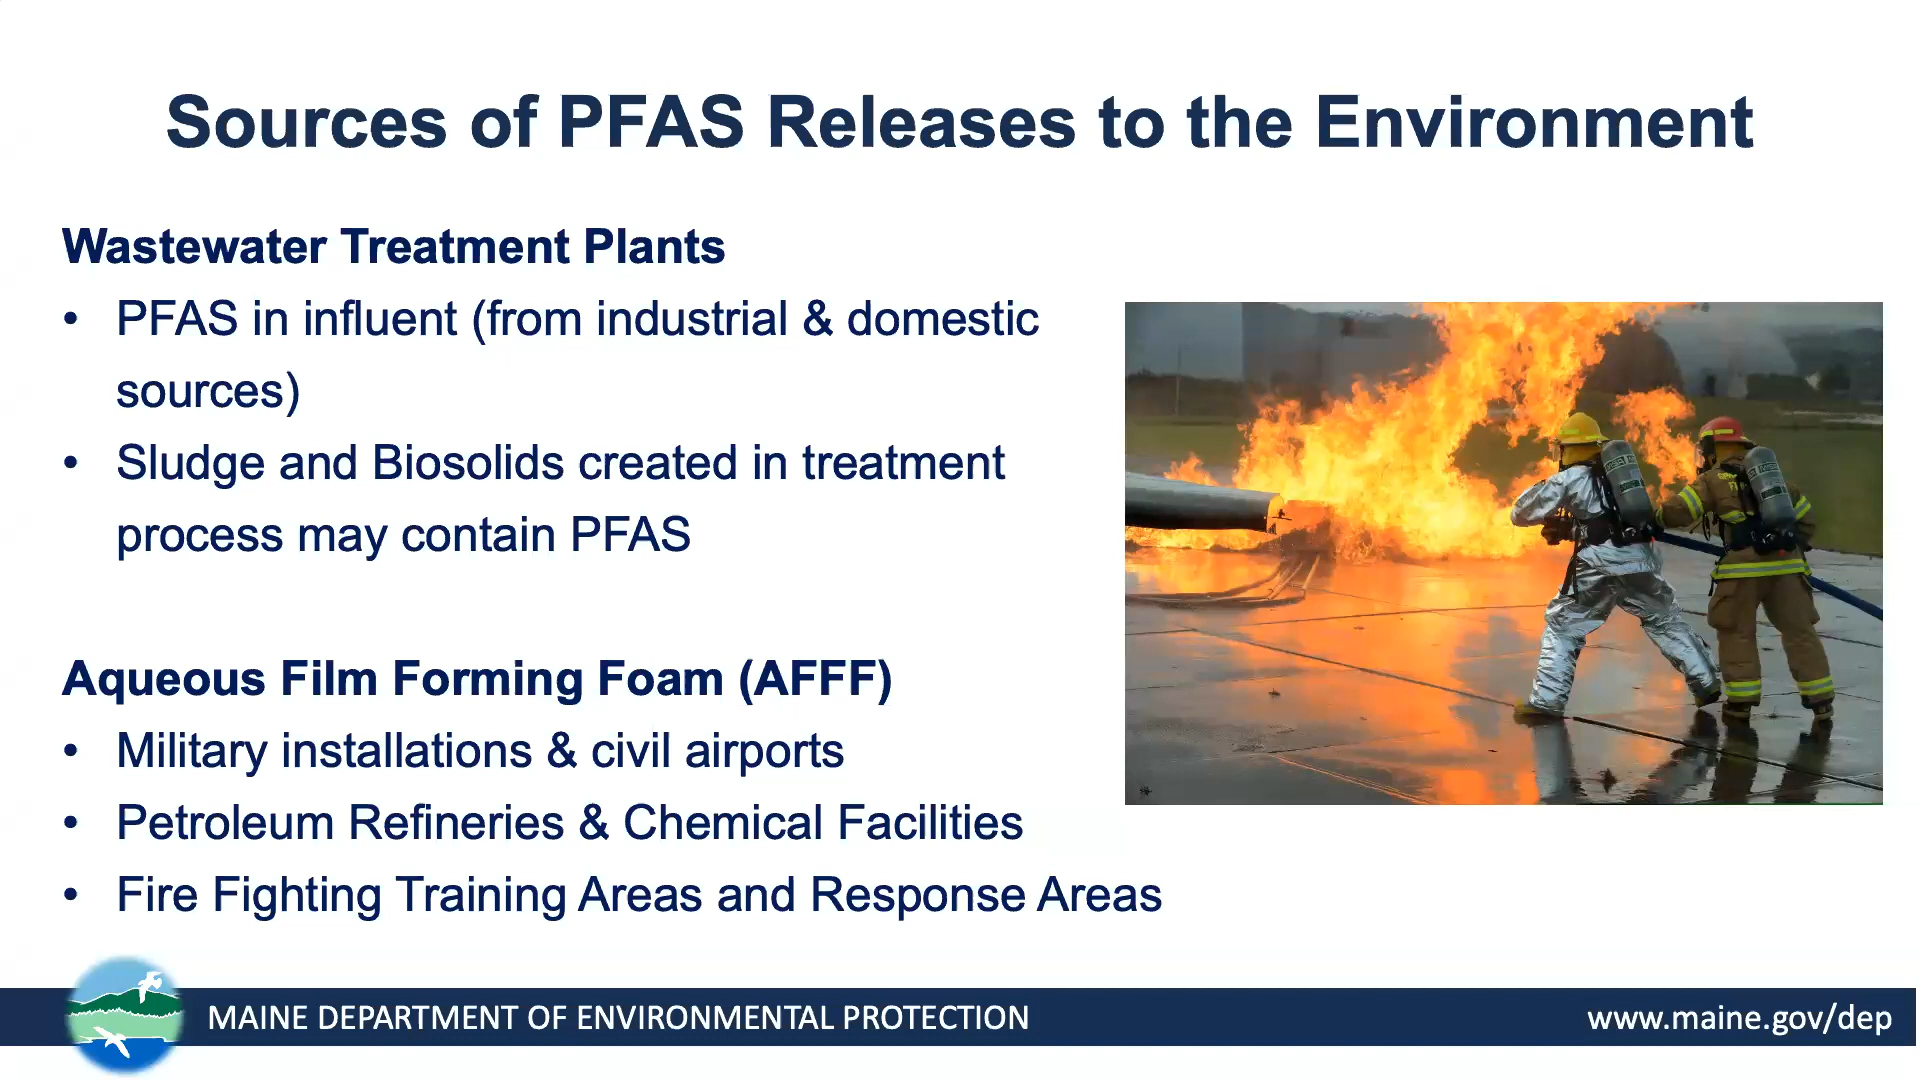 Sources of PFAS Releases to the Environment
Wastewater Treatment Plants
• PFAS in influent (from industrial & domestic
sources)
• Sludge and Biosolids created in treatment
process may contain PFAS
Aqueous Film Forming Foam (AFFF)
• Military installations & civil airports
• Petroleum Refineries & Chemical Facilities
• Fire Fighting Training Areas and Response Areas
MAINE DEPARTMENT OF ENVIRONMENTAL PROTECTION
www.maine.gov/dep